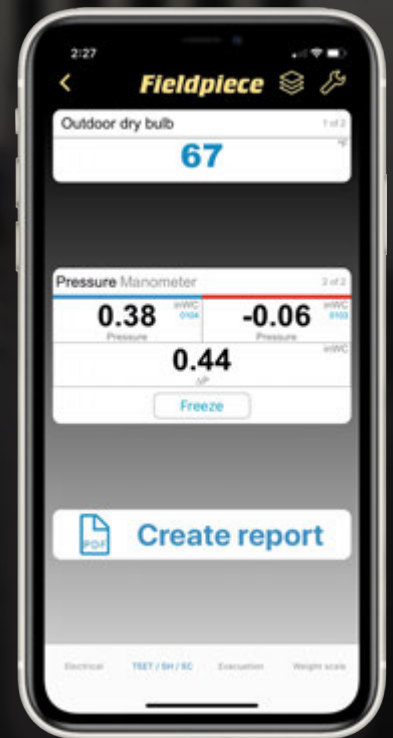 2:27
Fieldpiece
Outdoor dry bulb 1 of 2
67 °F
Pressure Manometer 2 of 2
0.38 inWC 0104 -0.06 inWC 0103
Pressure Pressure
0.44 inWC
ΔP
Freeze
PDF Create report
Electrical TSET / SH / SC Evacuation Weight scale